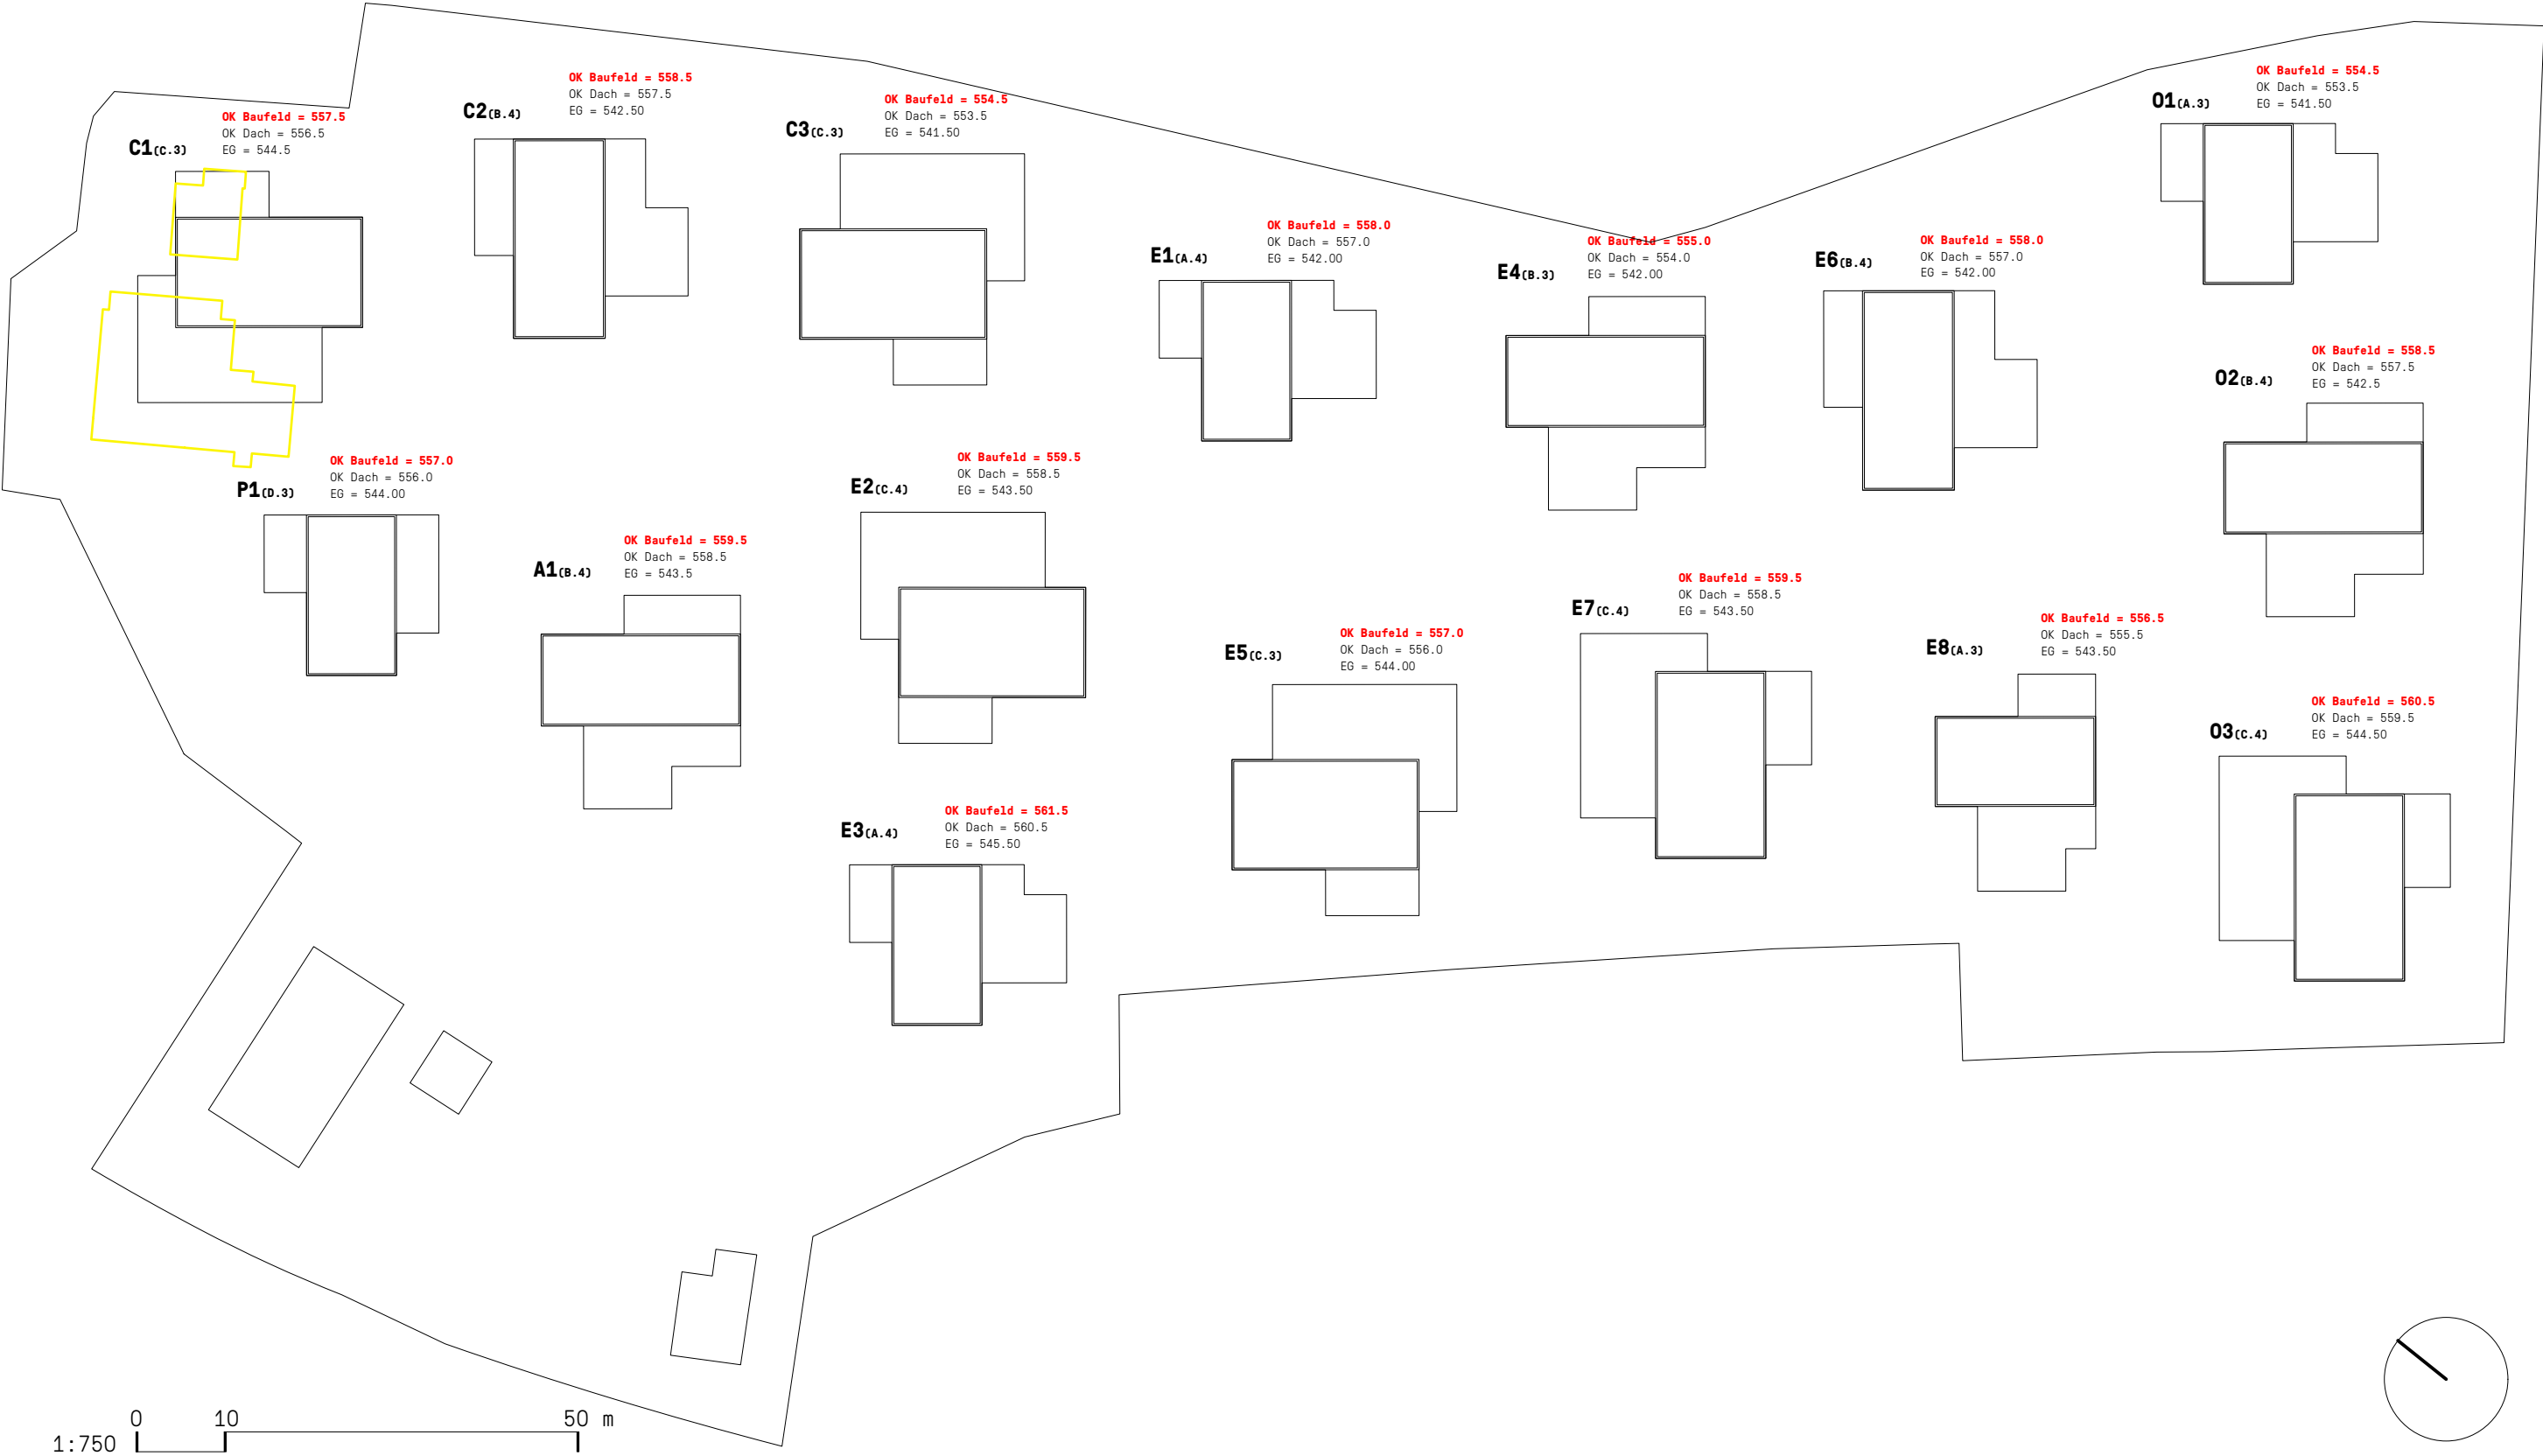 C1(C.3)
OK Baufeld = 557.5
OK Dach = 556.5
EG = 544.5
C2(B.4)
OK Baufeld = 558.5
OK Dach = 557.5
EG = 542.50
C3(C.3)
OK Baufeld = 554.5
OK Dach = 553.5
EG = 541.50
O1(A.3)
OK Baufeld = 554.5
OK Dach = 553.5
EG = 541.50
E1(A.4)
OK Baufeld = 558.0
OK Dach = 557.0
EG = 542.00
E4(B.3)
OK Baufeld = 555.0
OK Dach = 554.0
EG = 542.00
E6(B.4)
OK Baufeld = 558.0
OK Dach = 557.0
EG = 542.00
O2(B.4)
OK Baufeld = 558.5
OK Dach = 557.5
EG = 542.5
P1(D.3)
OK Baufeld = 557.0
OK Dach = 556.0
EG = 544.00
A1(B.4)
OK Baufeld = 559.5
OK Dach = 558.5
EG = 543.5
E2(C.4)
OK Baufeld = 559.5
OK Dach = 558.5
EG = 543.50
E5(C.3)
OK Baufeld = 557.0
OK Dach = 556.0
EG = 544.00
E7(C.4)
OK Baufeld = 559.5
OK Dach = 558.5
EG = 543.50
E8(A.3)
OK Baufeld = 556.5
OK Dach = 555.5
EG = 543.50
O3(C.4)
OK Baufeld = 560.5
OK Dach = 559.5
EG = 544.50
E3(A.4)
OK Baufeld = 561.5
OK Dach = 560.5
EG = 545.50
0 10 50 m
1:750